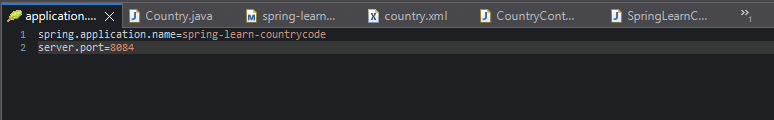 application.... Country.java spring-learn... country.xml CountryCont... SpringLearnC... »1
1 spring.application.name=spring-learn-countrycode
2 server.port=8084